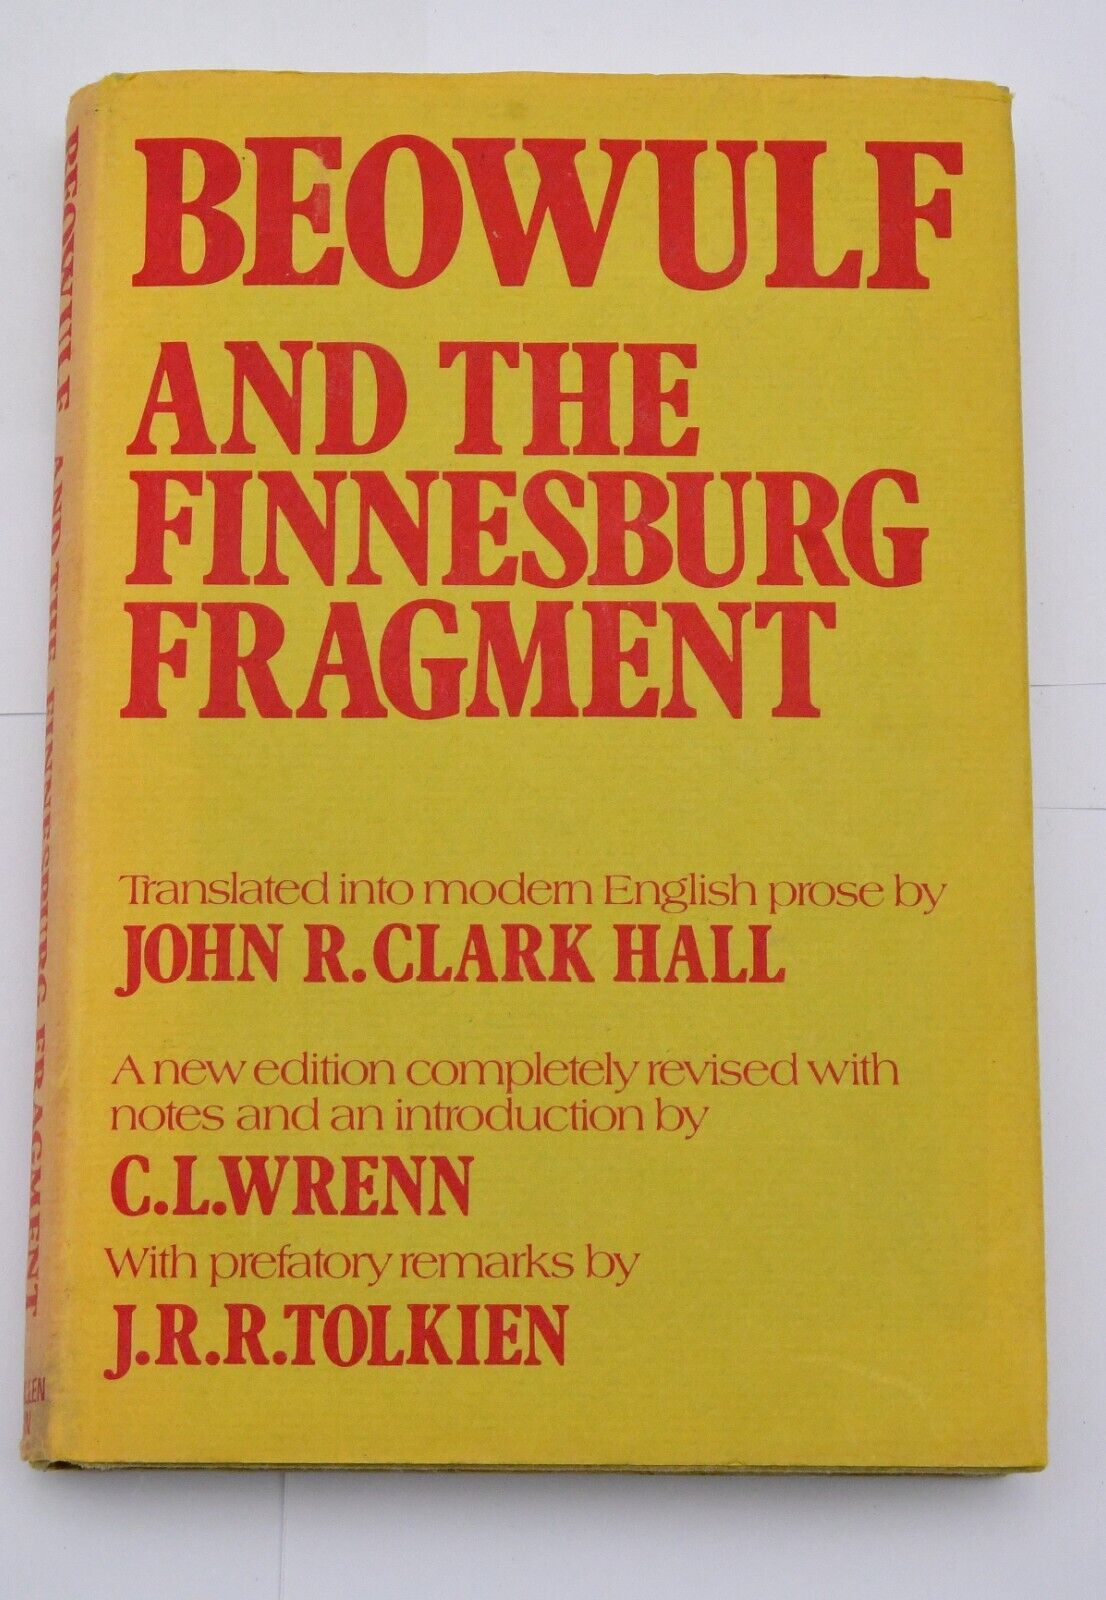 BEOWULF
AND THE
FINNESBURG
FRAGMENT
Translated into modern English prose by
JOHN R. CLARK HALL
A new edition completely revised with
notes and an introduction by
C.L.WRENN
With prefatory remarks by
J.R.R.TOLKIEN
BEOWULF AND THE FINNESBURG FRAGMENT